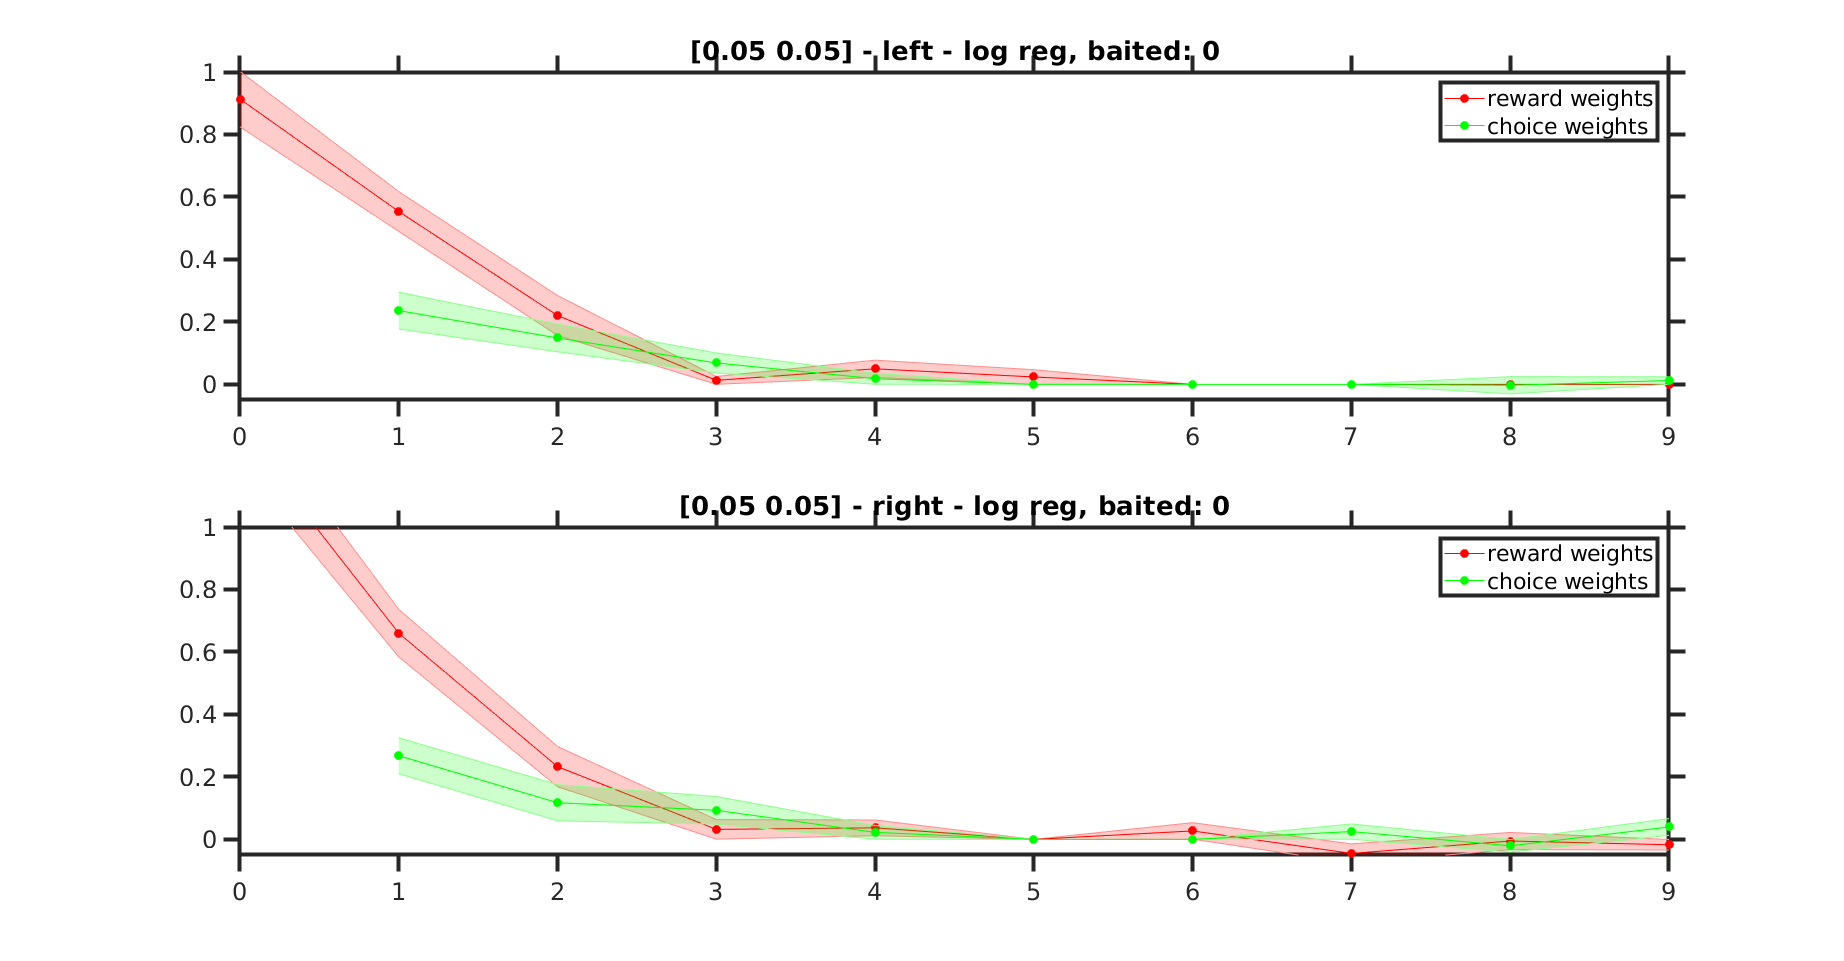 [0.05 0.05] - left - log reg, baited: 0
1
0.8
0.6
0.4
0.2
0
reward weights
choice weights
0 1 2 3 4 5 6 7 8 9
[0.05 0.05] - right - log reg, baited: 0
1
0.8
0.6
0.4
0.2
0
reward weights
choice weights
0 1 2 3 4 5 6 7 8 9